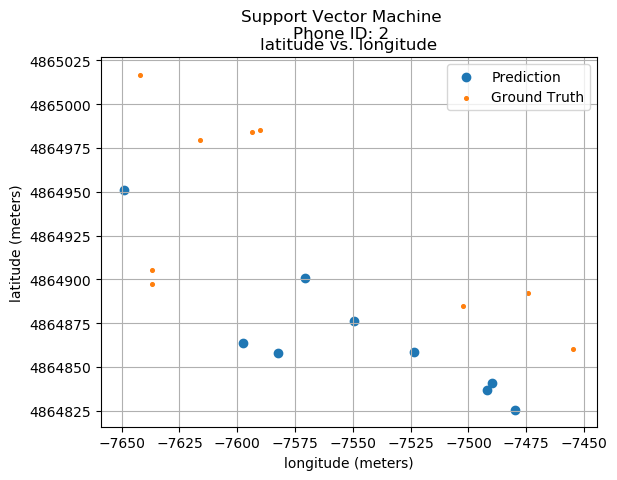 Support Vector Machine
Phone ID: 2
latitude vs. longitude
Prediction
Ground Truth
4865025
4865000
4864975
4864950
4864925
4864900
4864875
4864850
4864825
latitude (meters)
−7650 −7625 −7600 −7575 −7550 −7525 −7500 −7475 −7450
longitude (meters)